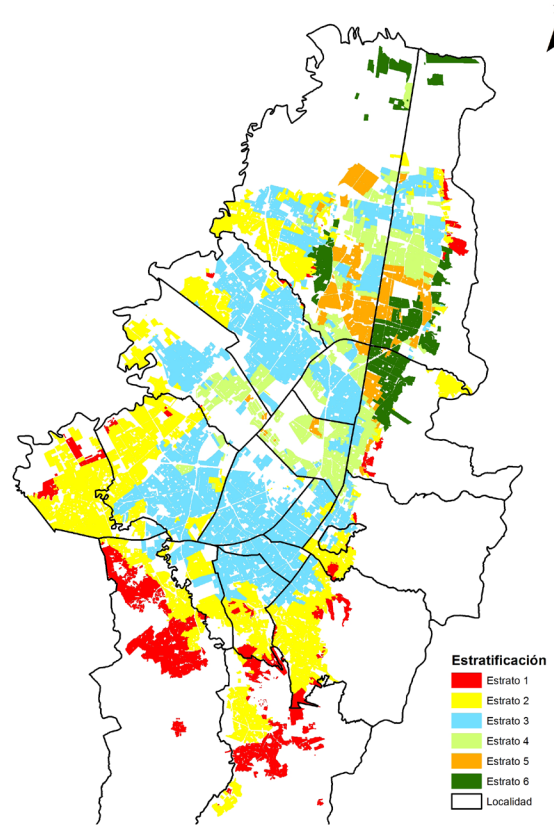 Estratificación
Estrato 1
Estrato 2
Estrato 3
Estrato 4
Estrato 5
Estrato 6
Localidad